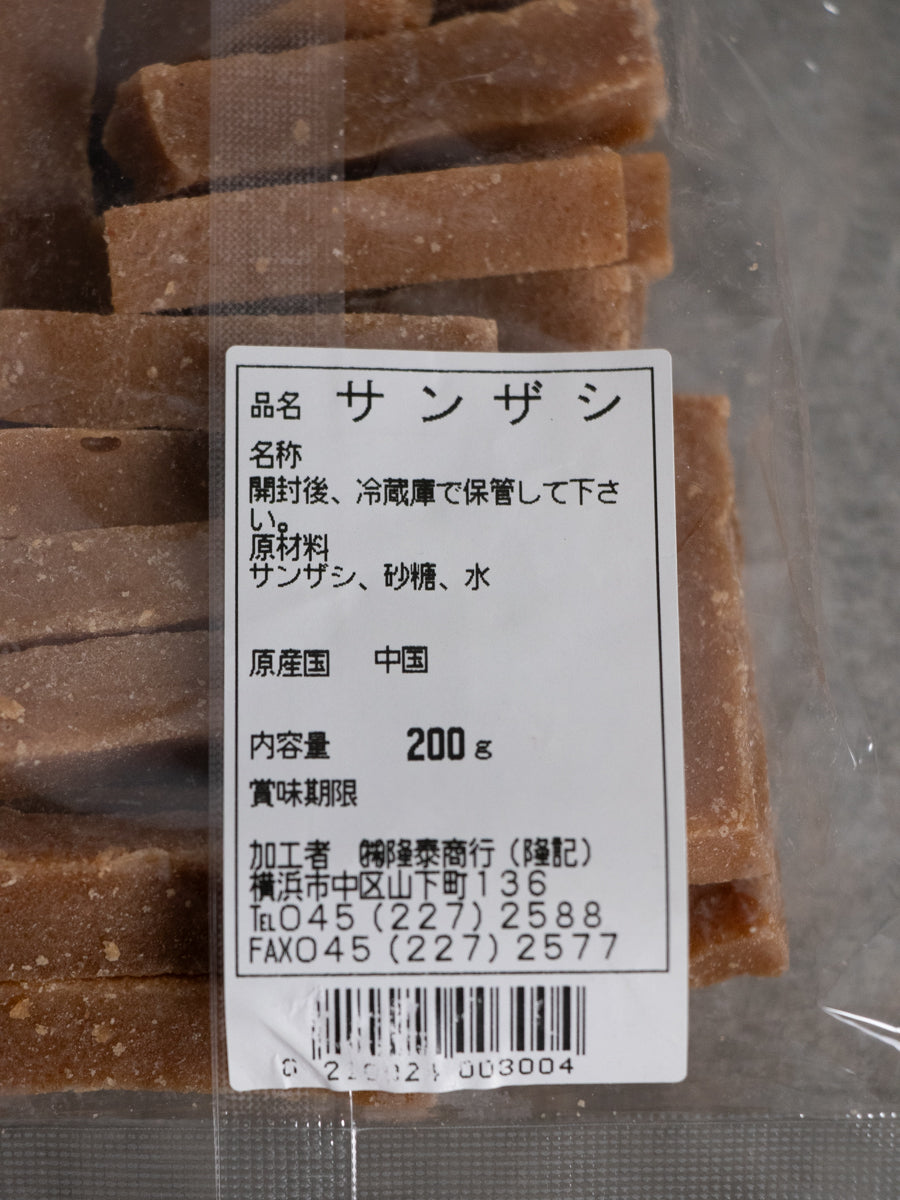 品名 サンザシ
名称
開封後、冷蔵庫で保管して下さ
い。
原材料
サンザシ、砂糖、水
原産国 中国
内容量 200g
賞味期限
加工者 ㈱隆泰商行（隆記）
横浜市中区山下町136
℡045（227）2588
FAX045（227）2577
003004